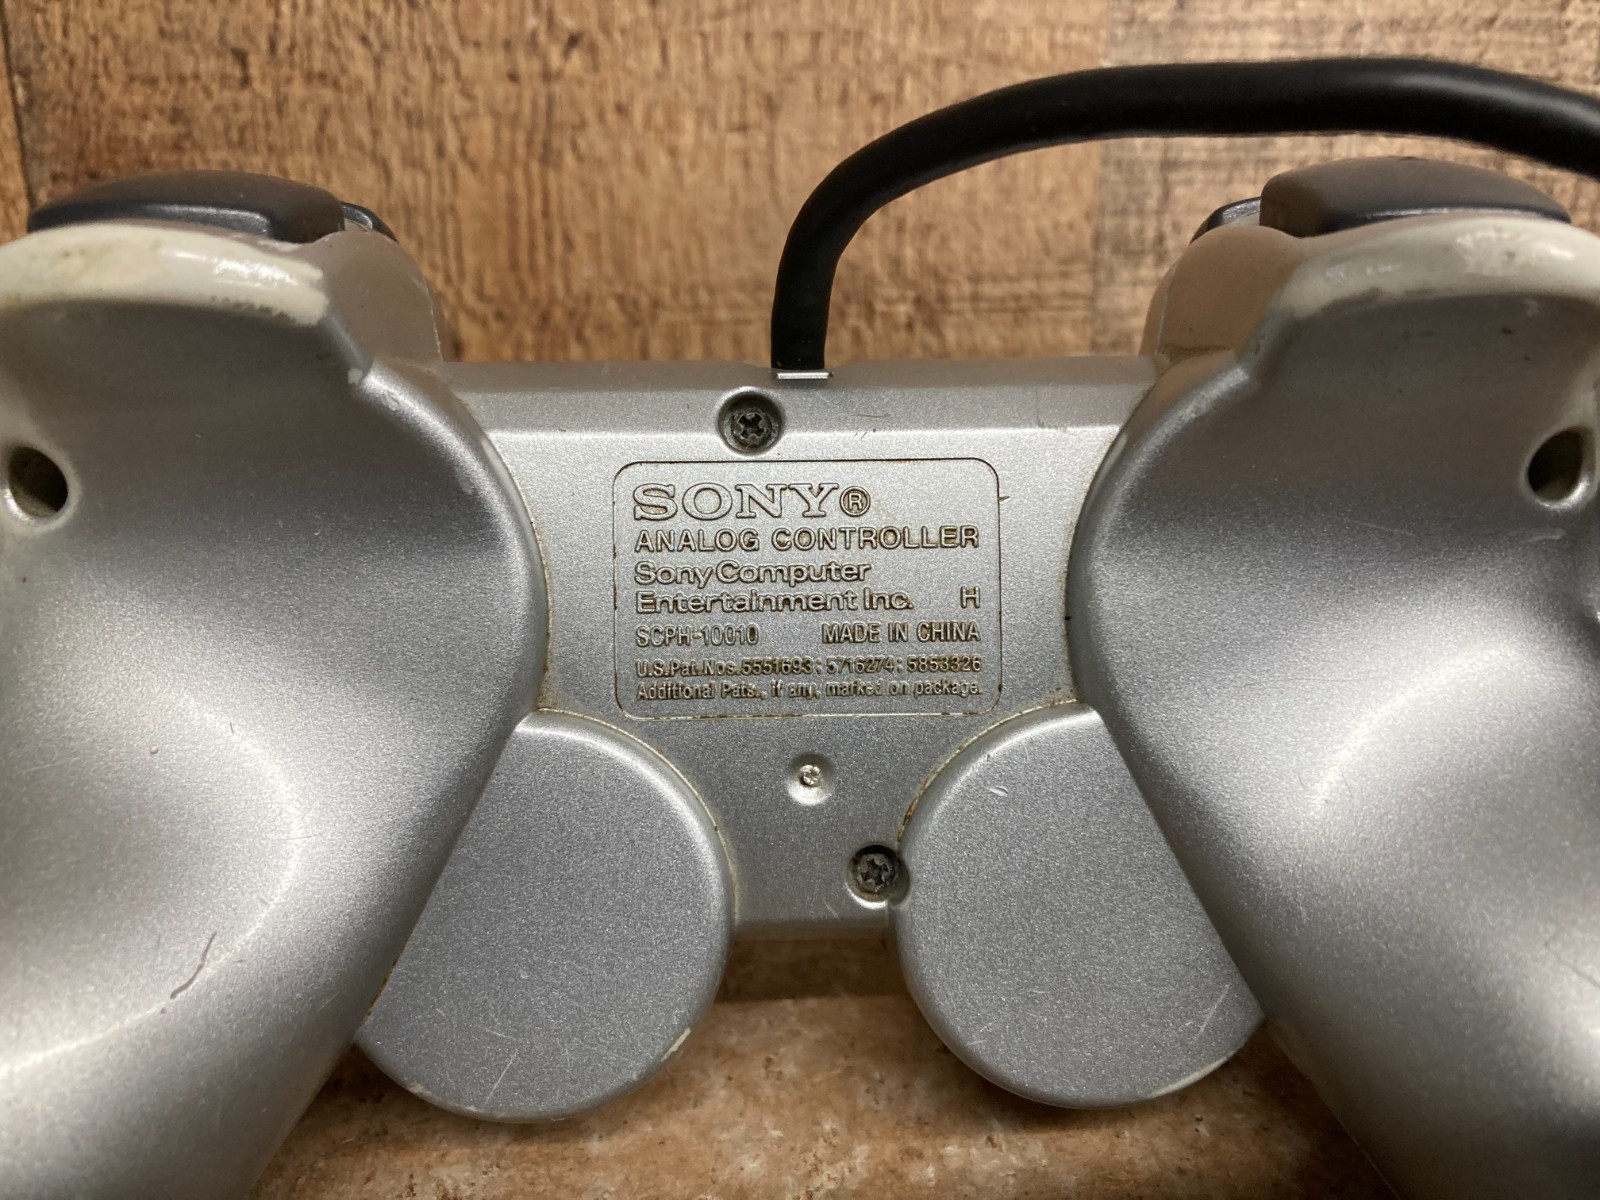 SONY®
ANALOG CONTROLLER
Sony Computer
Entertainment Inc. H
SCPH-10010 MADE IN CHINA
U.S.Pat.Nos.5551693; 5716274; 5853326
Additional Pats., if any, marked on package.